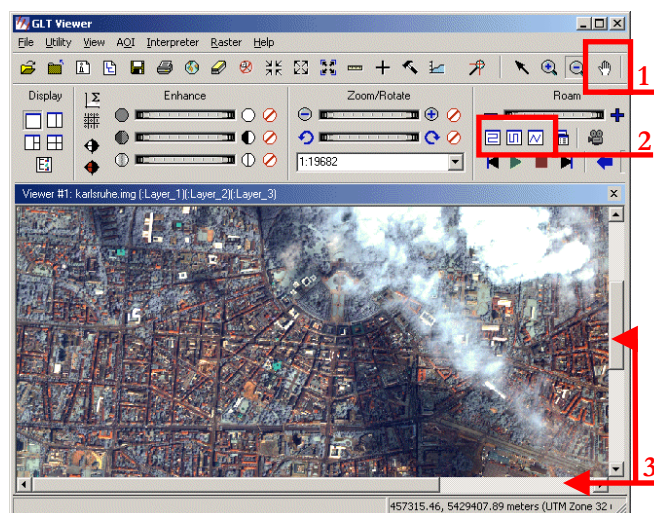 GLT Viewer
File Utility View AOI Interpreter Raster Help
1
Display Enhance Zoom/Rotate Roam
2
1:19682
Viewer #1: karlsruhe.img (:Layer_1)(:Layer_2)(:Layer_3)
3
457315.46, 5429407.89 meters (UTM Zone 32